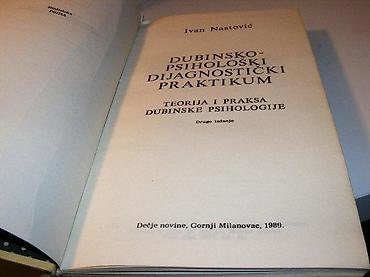 Ivan Nastović
DUBINSKO-
PSIHOLOŠKI
DIJAGNOSTIČKI
PRAKTIKUM
TEORIJA I PRAKSA
DUBINSKE PSIHOLOGIJE
Drugo izdanje
Dečje novine, Gornji Milanovac, 1989.